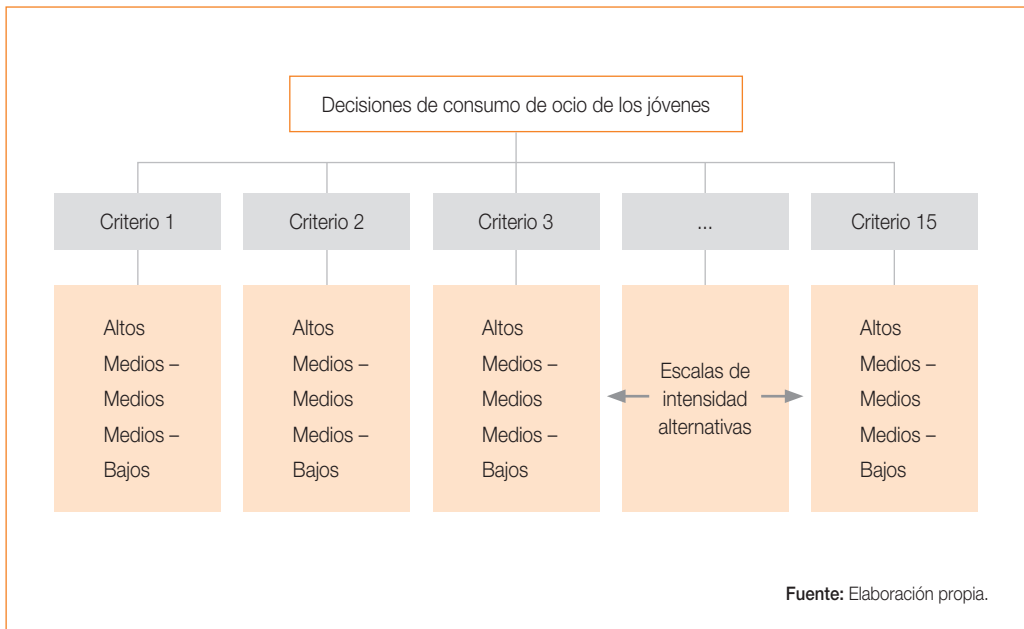 Decisiones de consumo de ocio de los jóvenes
Criterio 1
Criterio 2
Criterio 3
...
Criterio 15
Altos
Medios –
Medios
Medios –
Bajos
Altos
Medios –
Medios
Medios –
Bajos
Altos
Medios –
Medios
Medios –
Bajos
Escalas de
intensidad
alternativas
Altos
Medios –
Medios
Medios –
Bajos
Fuente: Elaboración propia.